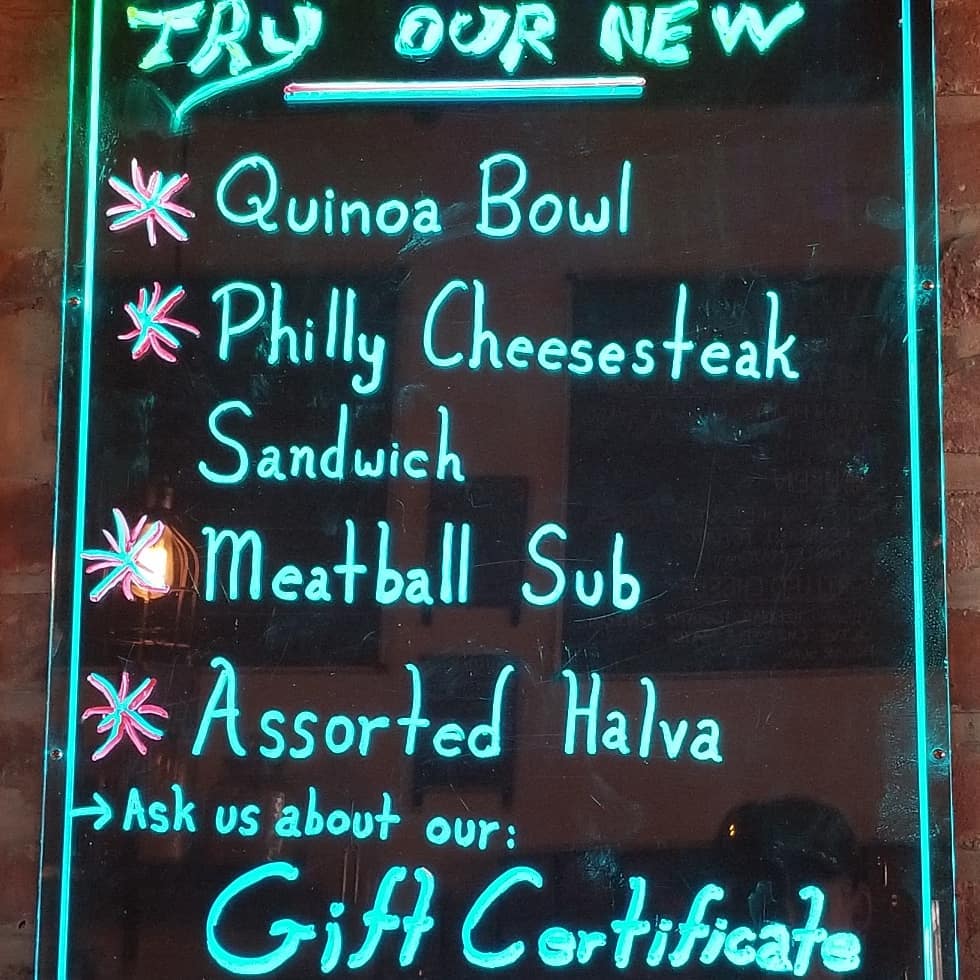 TRY OUR NEW
Quinoa Bowl
Philly Cheesesteak
Sandwich
Meatball Sub
Assorted Halva
→ Ask us about our:
Gift Certificate